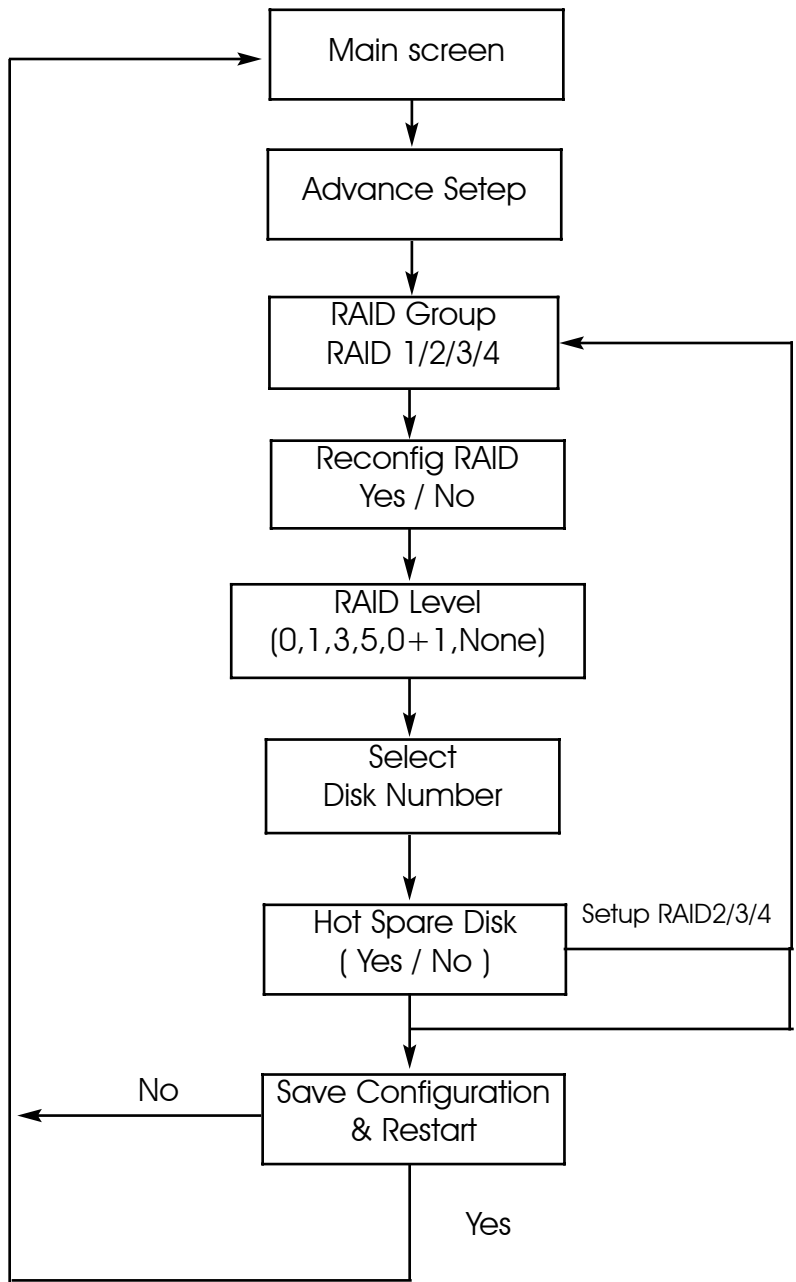 Main screen
Advance Setep
RAID Group
RAID 1/2/3/4
Reconfig RAID
Yes / No
RAID Level
(0,1,3,5,0+1,None)
Select
Disk Number
Hot Spare Disk
( Yes / No )
Setup RAID2/3/4
No
Save Configuration
& Restart
Yes